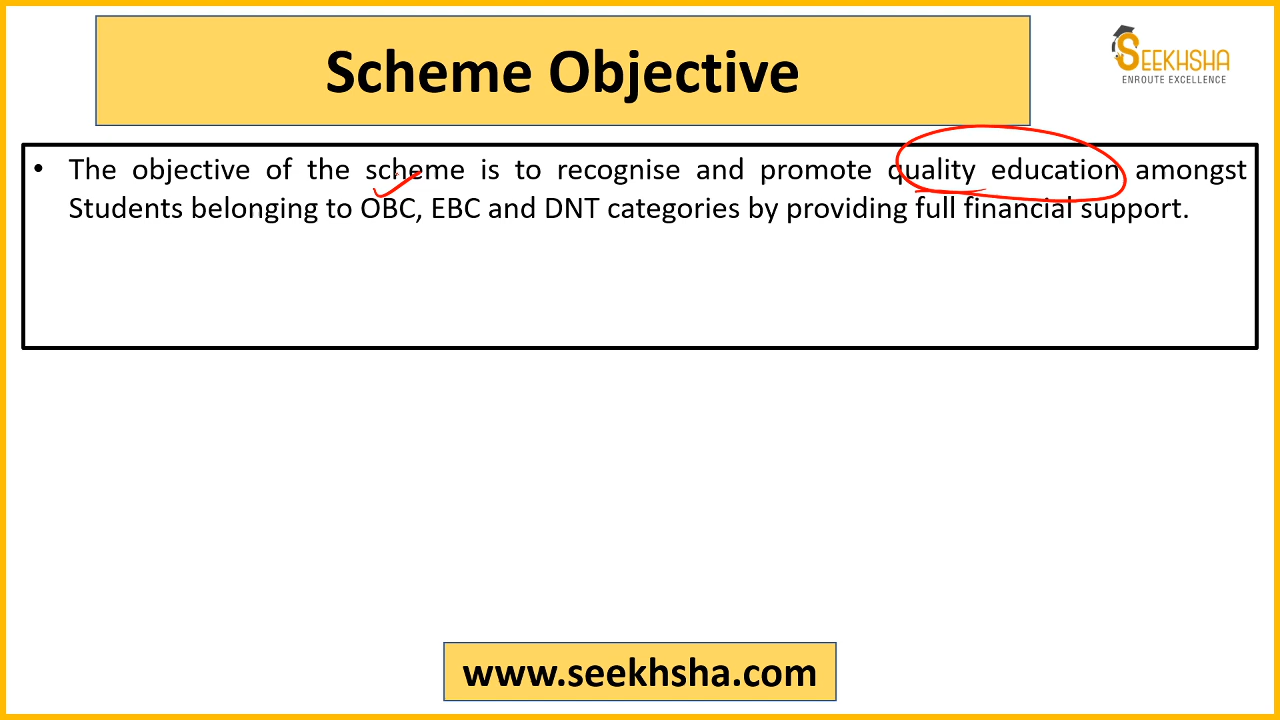 Scheme Objective
SEEKHSHA
ENROUTE EXCELLENCE
• The objective of the scheme is to recognise and promote quality education amongst
Students belonging to OBC, EBC and DNT categories by providing full financial support.
www.seekhsha.com